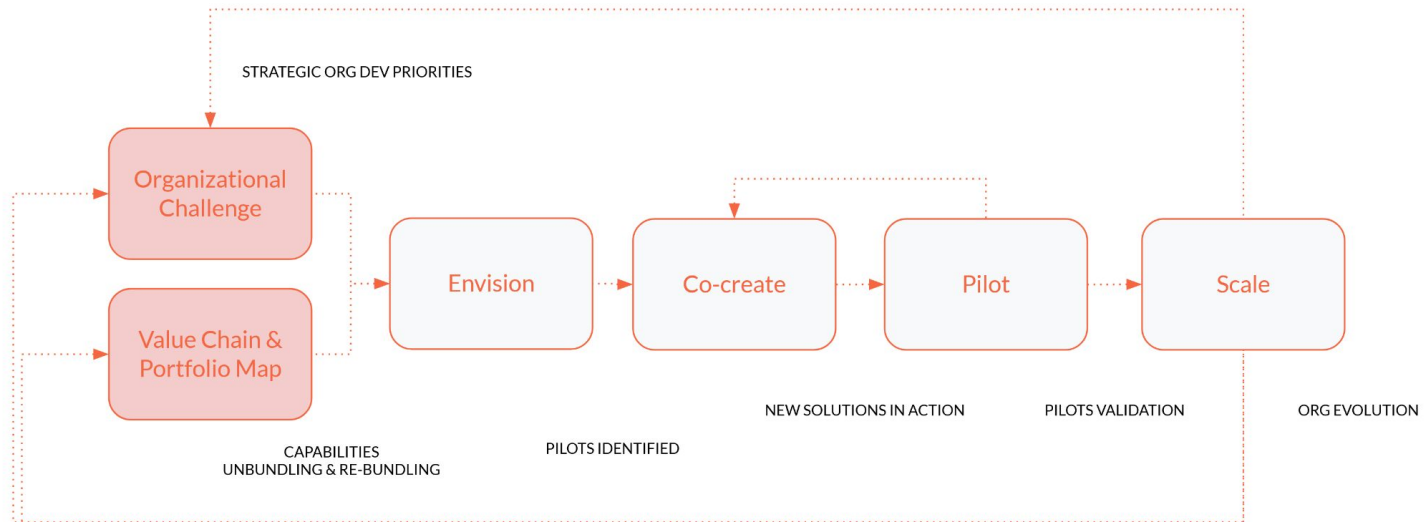 STRATEGIC ORG DEV PRIORITIES
Organizational
Challenge
Envision
Co-create
Pilot
Scale
Value Chain &
Portfolio Map
NEW SOLUTIONS IN ACTION
PILOTS VALIDATION
ORG EVOLUTION
CAPABILITIES
UNBUNDLING & RE-BUNDLING
PILOTS IDENTIFIED